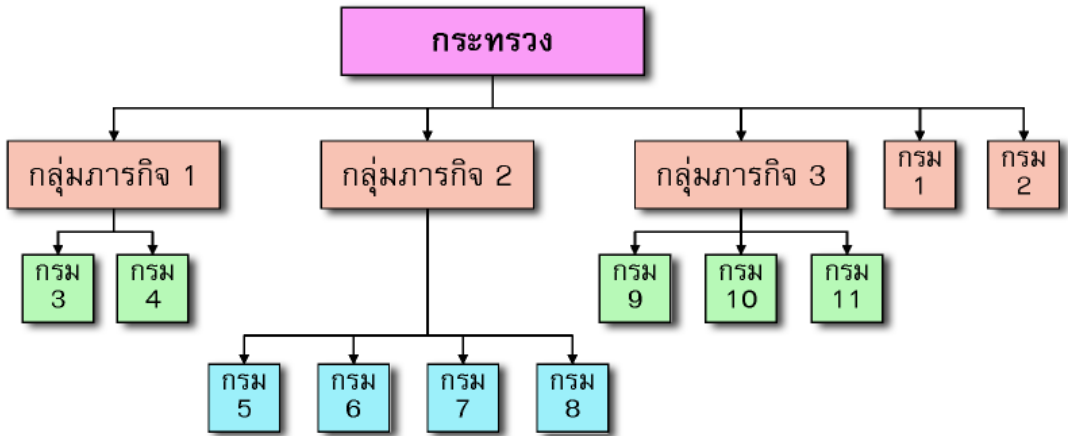 กระทรวง
กลุ่มภารกิจ 1
กลุ่มภารกิจ 2
กลุ่มภารกิจ 3
กรม
1
กรม
2
กรม
3
กรม
4
กรม
9
กรม
10
กรม
11
กรม
5
กรม
6
กรม
7
กรม
8